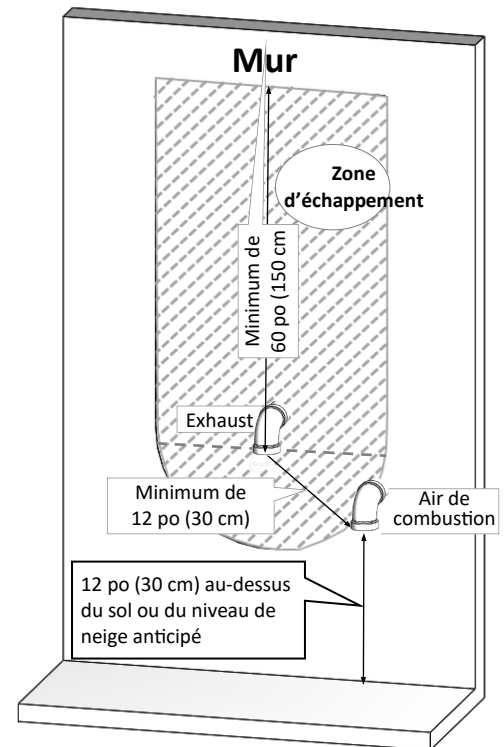 Mur
Zone
d'échappement
Minimum de
60 po (150 cm
Exhaust
Minimum de
12 po (30 cm)
Air de
combustion
12 po (30 cm) au-dessus
du sol ou du niveau de
neige anticipé